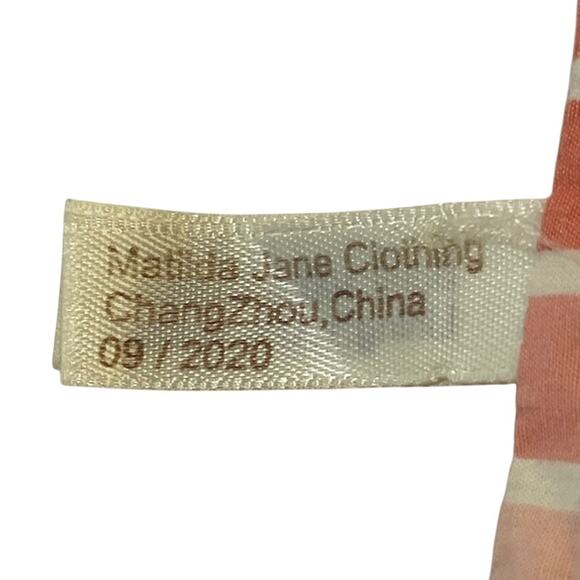 Matilda Jane Clothing
ChangZhou,China
09 / 2020